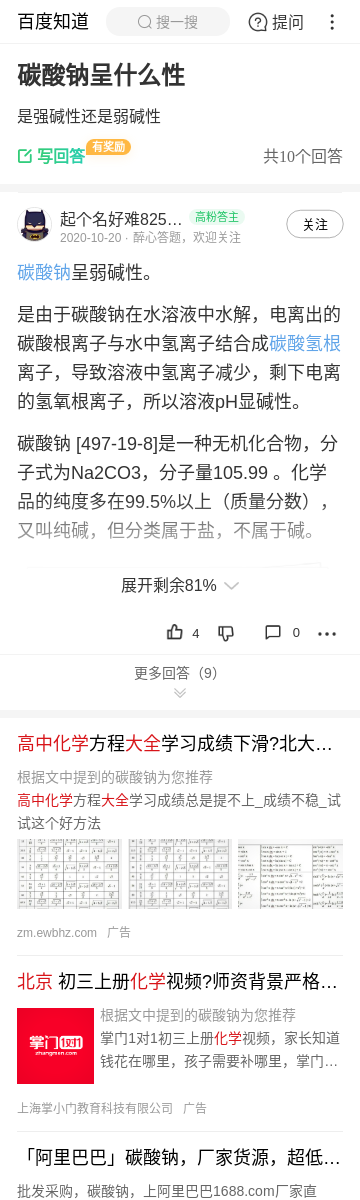 百度知道 搜一搜 提问
碳酸钠呈什么性
是强碱性还是弱碱性
写回答 有奖励 共10个回答
起个名好难825... 高粉答主 关注
2020-10-20 · 醉心答题，欢迎关注
碳酸钠呈弱碱性。
是由于碳酸钠在水溶液中水解，电离出的
碳酸根离子与水中氢离子结合成碳酸氢根
离子，导致溶液中氢离子减少，剩下电离
的氢氧根离子，所以溶液pH显碱性。
碳酸钠 [497-19-8]是一种无机化合物，分
子式为Na2CO3，分子量105.99 。化学
品的纯度多在99.5%以上（质量分数），
又叫纯碱，但分类属于盐，不属于碱。
展开剩余81%
4 0
更多回答（9）
高中化学方程大全学习成绩下滑?北大...
根据文中提到的碳酸钠为您推荐
高中化学方程大全学习成绩总是提不上_成绩不稳_试
试这个好方法
zm.ewbhz.com 广告
北京 初三上册化学视频?师资背景严格...
根据文中提到的碳酸钠为您推荐
掌门1对1初三上册化学视频，家长知道
钱花在哪里，孩子需要补哪里，掌门...
掌门1对1
zhangmen.com
上海掌小门教育科技有限公司 广告
「阿里巴巴」碳酸钠，厂家货源，超低...
批发采购，碳酸钠，上阿里巴巴1688.com厂家直